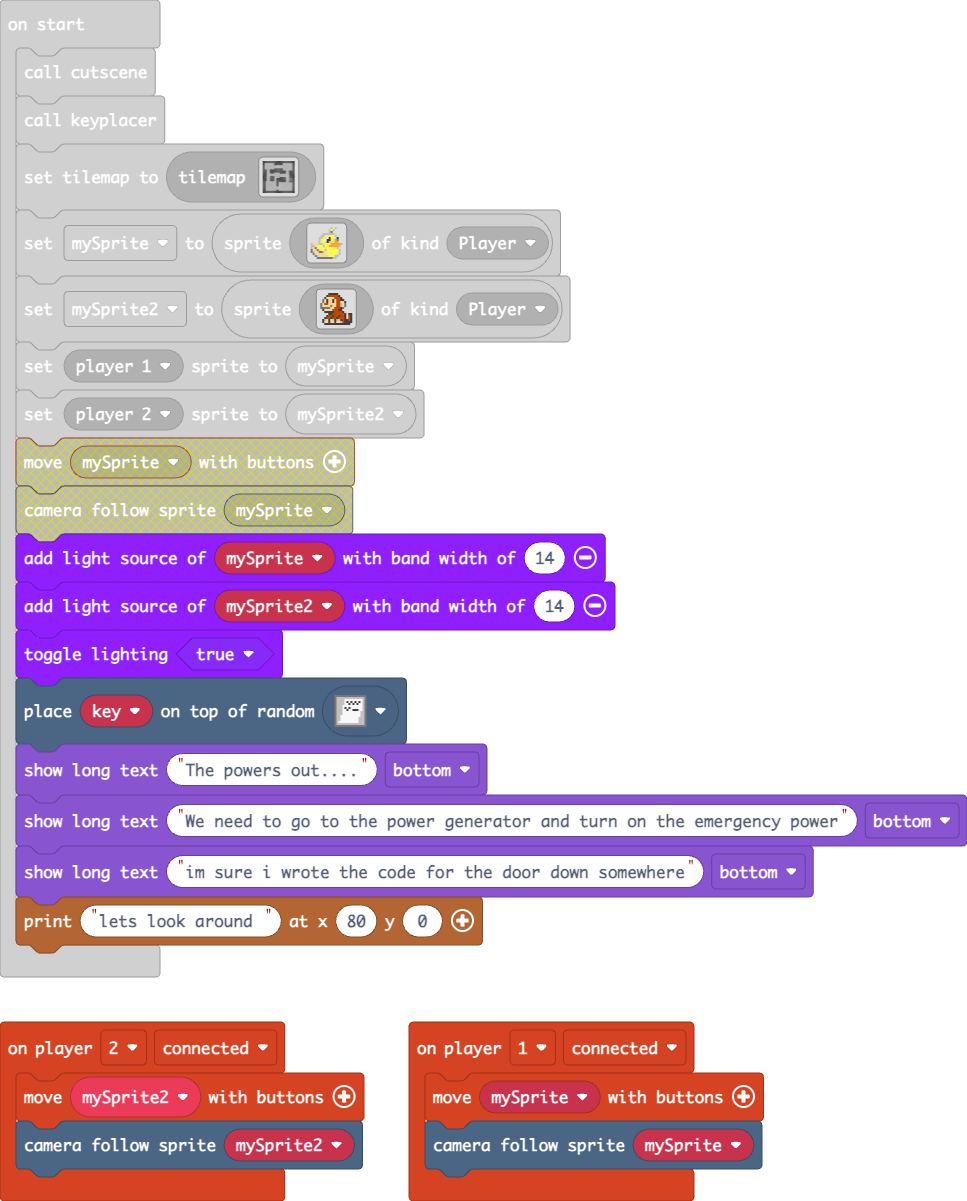 on start
call cutscene
call keyplacer
set tilemap to tilemap
set mySprite to sprite of kind Player
set mySprite2 to sprite of kind Player
set player 1 sprite to mySprite
set player 2 sprite to mySprite2
move mySprite with buttons
camera follow sprite mySprite
add light source of mySprite with band width of 14
add light source of mySprite2 with band width of 14
toggle lighting true
place key on top of random
show long text "The powers out...." bottom
show long text "We need to go to the power generator and turn on the emergency power" bottom
show long text "im sure i wrote the code for the door down somewhere" bottom
print "lets look around " at x 80 y 0
on player 2 connected
move mySprite2 with buttons
camera follow sprite mySprite2
on player 1 connected
move mySprite with buttons
camera follow sprite mySprite